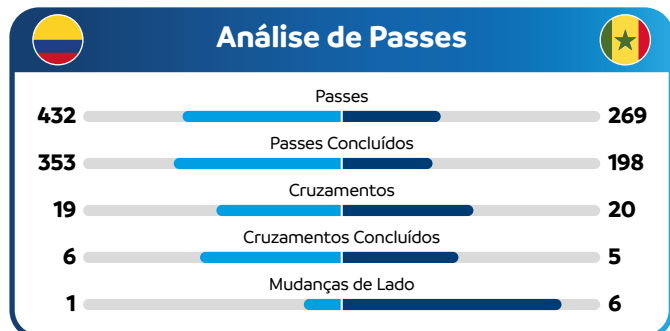 Análise de Passes
Passes
432 269
Passes Concluídos
353 198
Cruzamentos
19 20
Cruzamentos Concluídos
6 5
Mudanças de Lado
1 6